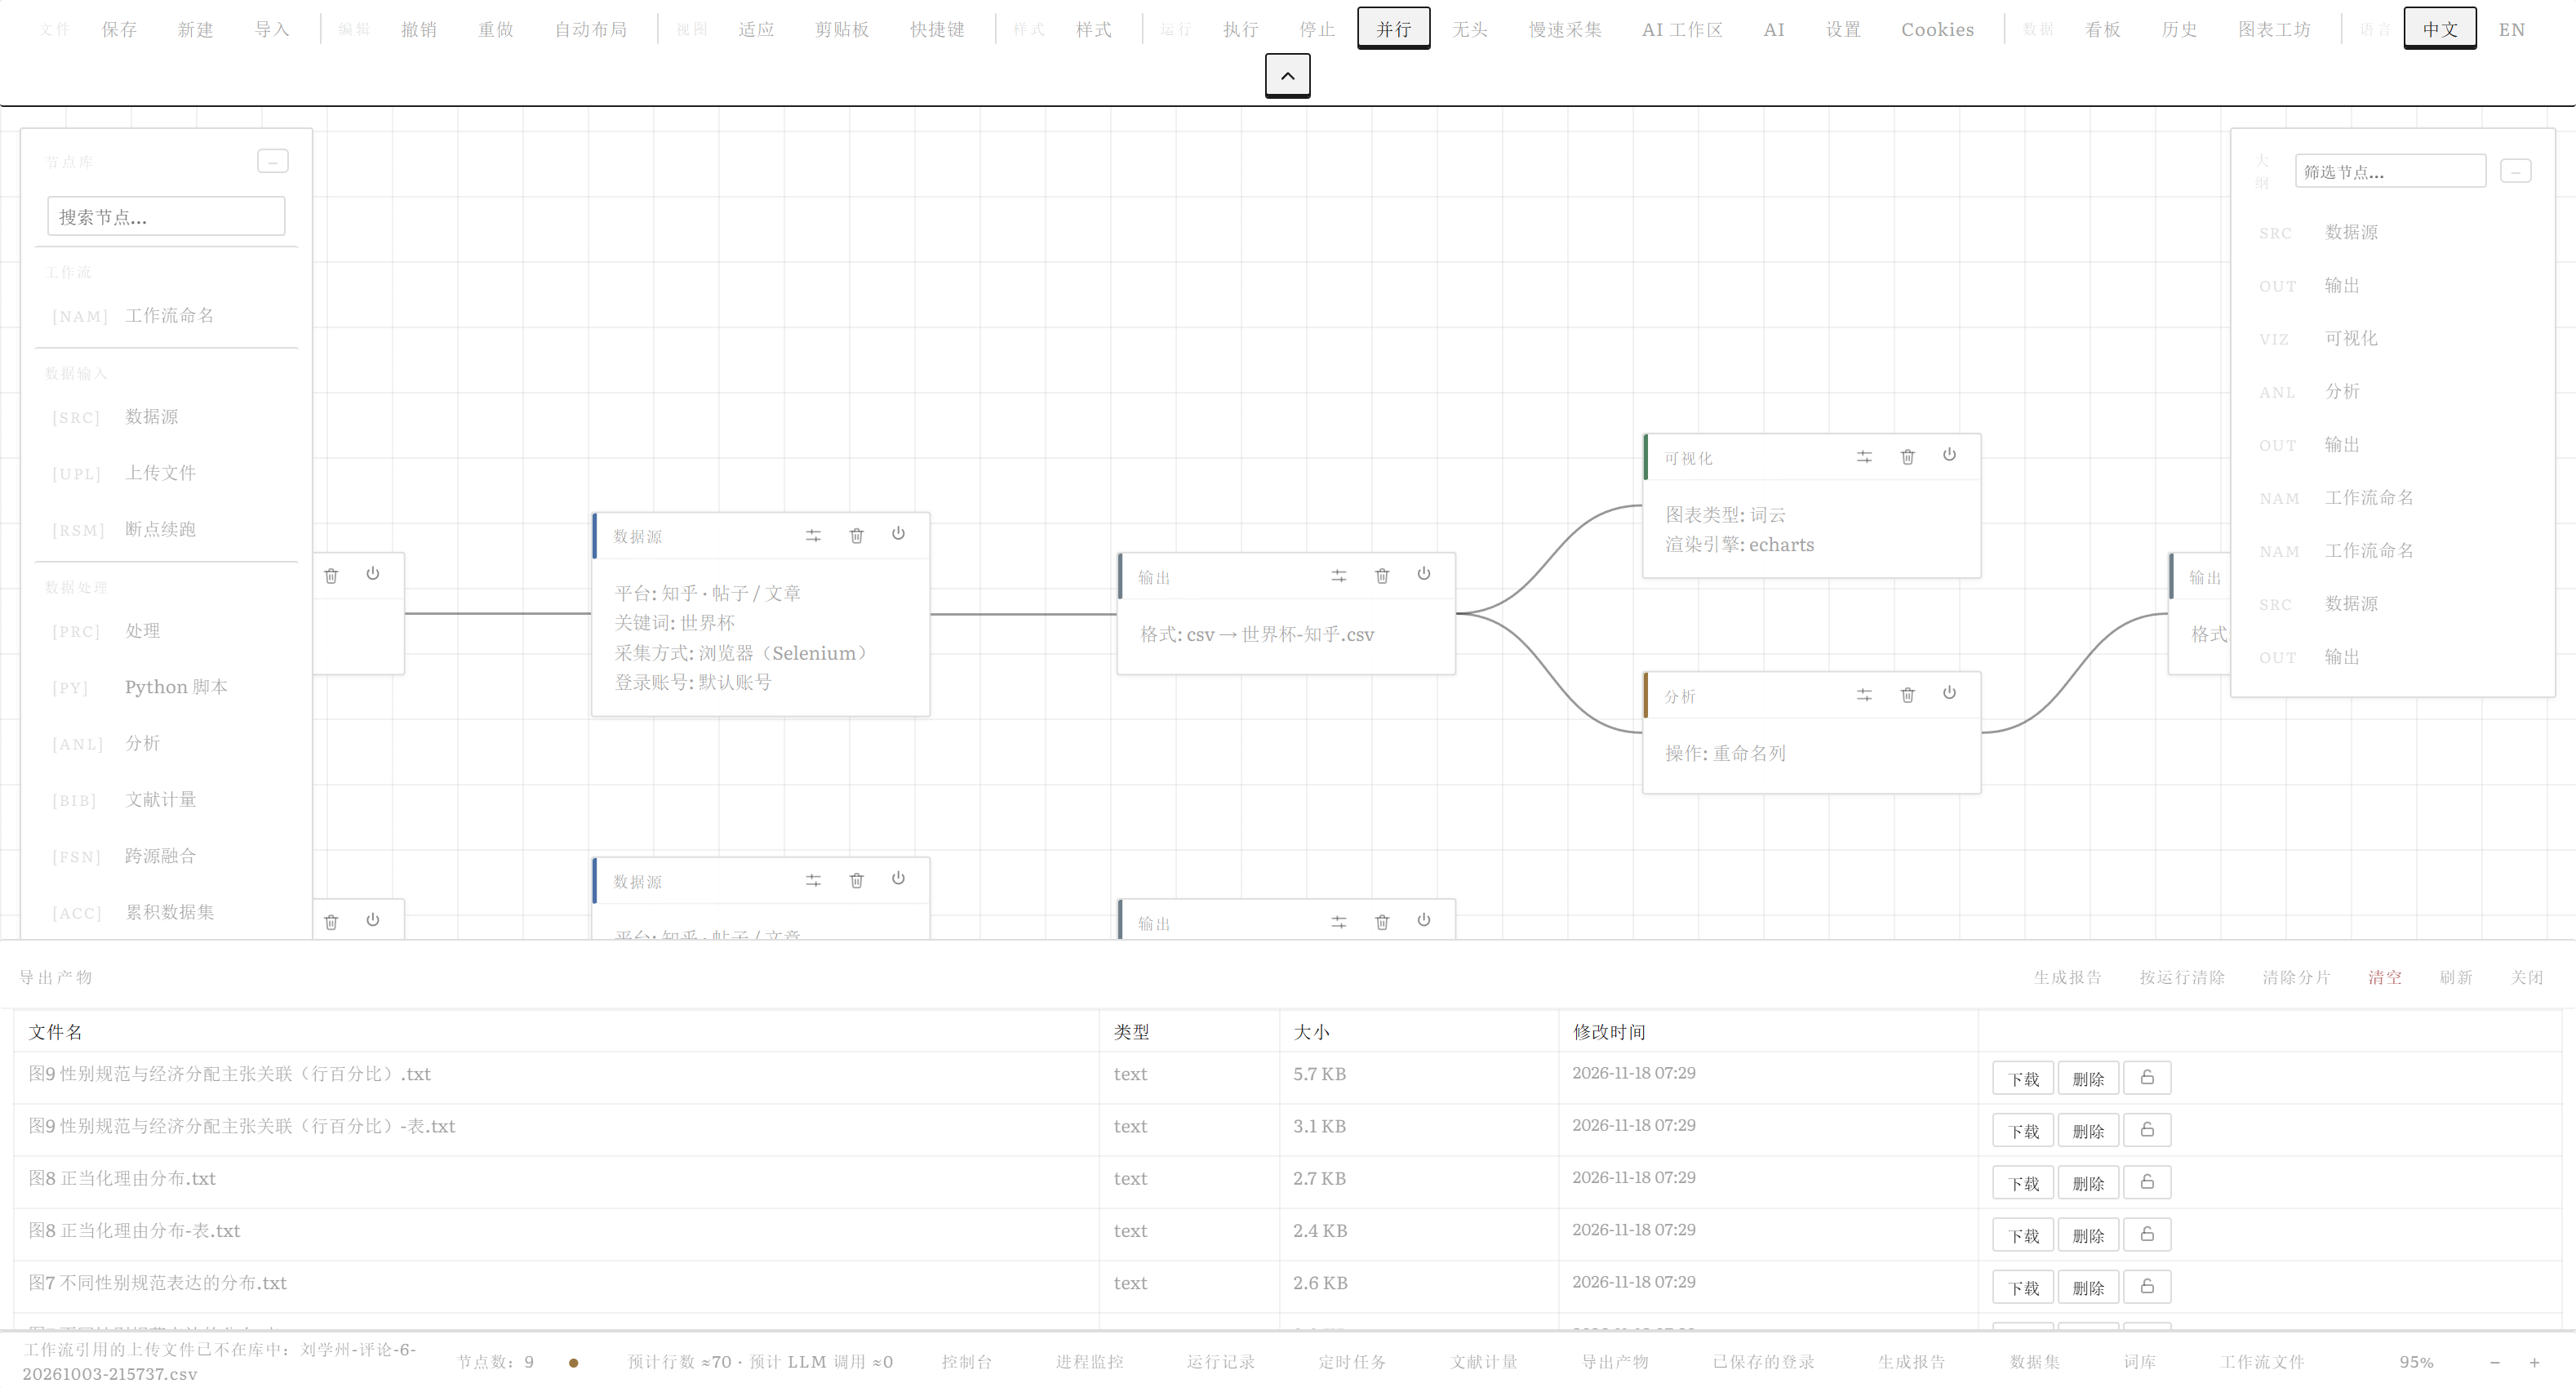 文件 保存 新建 导入 编辑 撤销 重做 自动布局 视图 适应 剪贴板 快捷键 样式 样式 运行 执行 停止 并行 无头 慢速采集 AI 工作区 AI 设置 Cookies 数据 看板 历史 图表工坊 语言 中文 EN
节点库
搜索节点...
工作流
[NAM] 工作流命名
数据输入
[SRC] 数据源
[UPL] 上传文件
[RSM] 断点续跑
数据处理
[PRC] 处理
[PY] Python 脚本
[ANL] 分析
[BIB] 文献计量
[FSN] 跨源融合
[ACC] 累积数据集
数据源
平台: 知乎 · 帖子 / 文章
关键词: 世界杯
采集方式: 浏览器（Selenium）
登录账号: 默认账号
输出
格式: csv → 世界杯-知乎.csv
可视化
图表类型: 词云
渲染引擎: echarts
分析
操作: 重命名列
输出
格式
数据源
平台: 知乎 · 帖子 / 文章
输出
大纲
筛选节点...
SRC 数据源
OUT 输出
VIZ 可视化
ANL 分析
OUT 输出
NAM 工作流命名
NAM 工作流命名
SRC 数据源
OUT 输出
导出产物 生成报告 按运行清除 清除分片 清空 刷新 关闭
文件名 类型 大小 修改时间
图9 性别规范与经济分配主张关联（行百分比）.txt text 5.7 KB 2026-11-18 07:29 下载 删除
图9 性别规范与经济分配主张关联（行百分比）-表.txt text 3.1 KB 2026-11-18 07:29 下载 删除
图8 正当化理由分布.txt text 2.7 KB 2026-11-18 07:29 下载 删除
图8 正当化理由分布-表.txt text 2.4 KB 2026-11-18 07:29 下载 删除
图7 不同性别规范表达的分布.txt text 2.6 KB 2026-11-18 07:29 下载 删除
工作流引用的上传文件已不在库中：刘学州-评论-6-
20261003-215737.csv
节点数：9 预计行数 ≈70 · 预计 LLM 调用 ≈0 控制台 进程监控 运行记录 定时任务 文献计量 导出产物 已保存的登录 生成报告 数据集 词库 工作流文件 95% − +